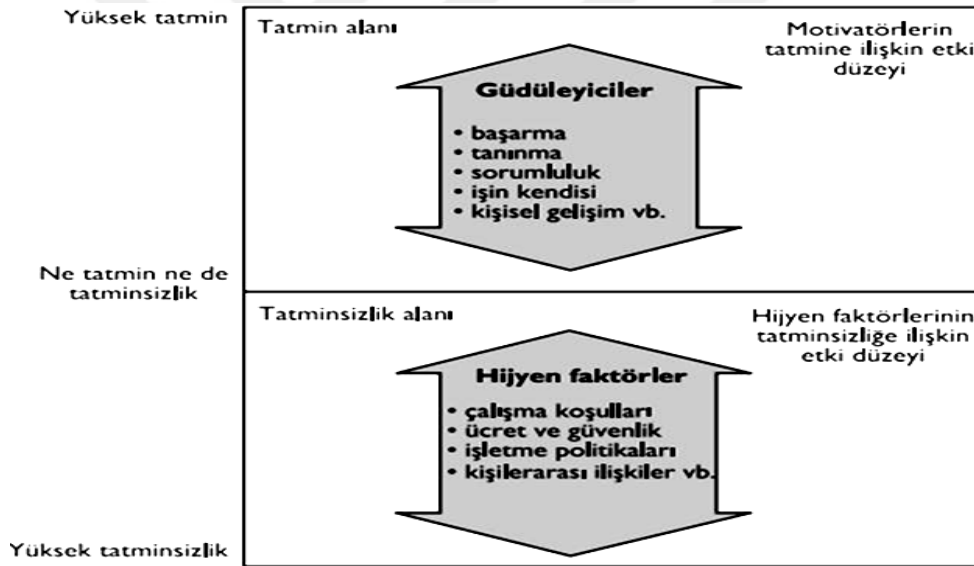 Yüksek tatmin
Tatmin alanı
Motivatörlerin
tatmine ilişkin etki
düzeyi
Güdüleyiciler
• başarma
• tanınma
• sorumluluk
• işin kendisi
• kişisel gelişim vb.
Ne tatmin ne de
tatminsizlik
Tatminsizlik alanı
Hijyen faktörlerinin
tatminsizliğe ilişkin
etki düzeyi
Hijyen faktörler
• çalışma koşulları
• ücret ve güvenlik
• işletme politikaları
• kişilerarası ilişkiler vb.
Yüksek tatminsizlik